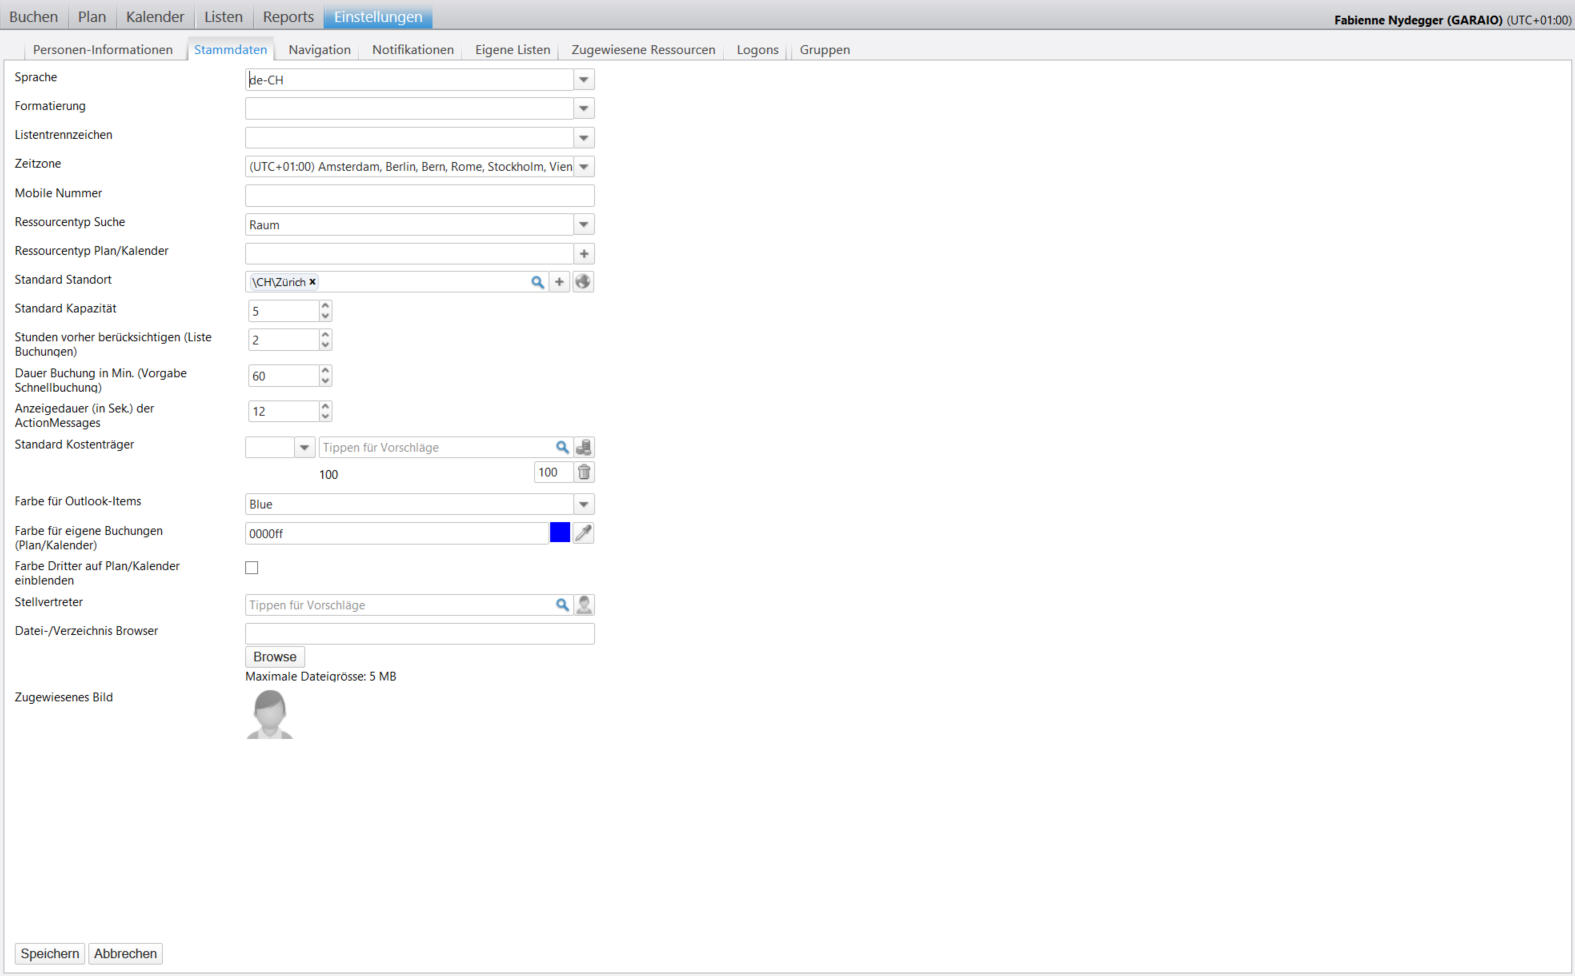 Buchen Plan Kalender Listen Reports Einstellungen
Fabienne Nydegger (GARAIO) (UTC+01:00)
Personen-Informationen Stammdaten Navigation Notifikationen Eigene Listen Zugewiesene Ressourcen Logons Gruppen
Sprache de-CH
Formatierung
Listentrennzeichen
Zeitzone (UTC+01:00) Amsterdam, Berlin, Bern, Rome, Stockholm, Vien
Mobile Nummer
Ressourcentyp Suche Raum
Ressourcentyp Plan/Kalender
Standard Standort \CH\Zürich
Standard Kapazität 5
Stunden vorher berücksichtigen (Liste 2
Buchungen)
Dauer Buchung in Min. (Vorgabe 60
Schnellbuchung)
Anzeigedauer (in Sek.) der 12
ActionMessages
Standard Kostenträger Tippen für Vorschläge
100 100
Farbe für Outlook-Items Blue
Farbe für eigene Buchungen 0000ff
(Plan/Kalender)
Farbe Dritter auf Plan/Kalender
einblenden
Stellvertreter Tippen für Vorschläge
Datei-/Verzeichnis Browser
Browse
Maximale Dateigrösse: 5 MB
Zugewiesenes Bild
Speichern Abbrechen